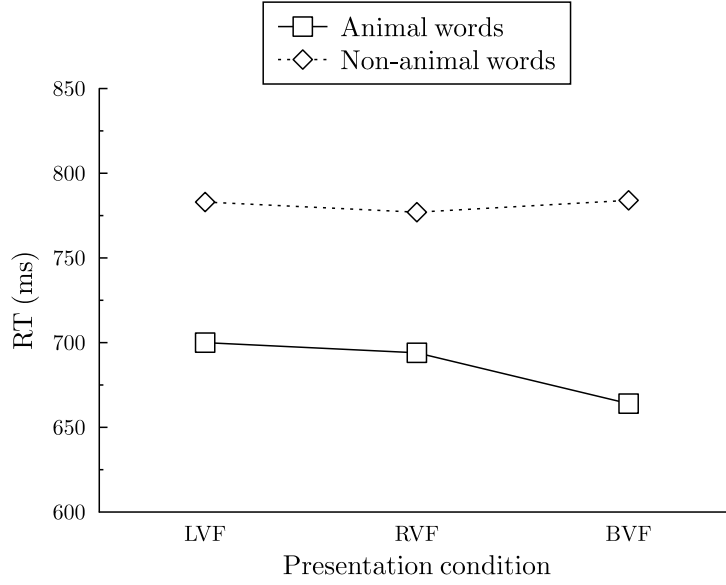 Animal words
Non-animal words
850
800
750
700
650
600
RT (ms)
LVF RVF BVF
Presentation condition